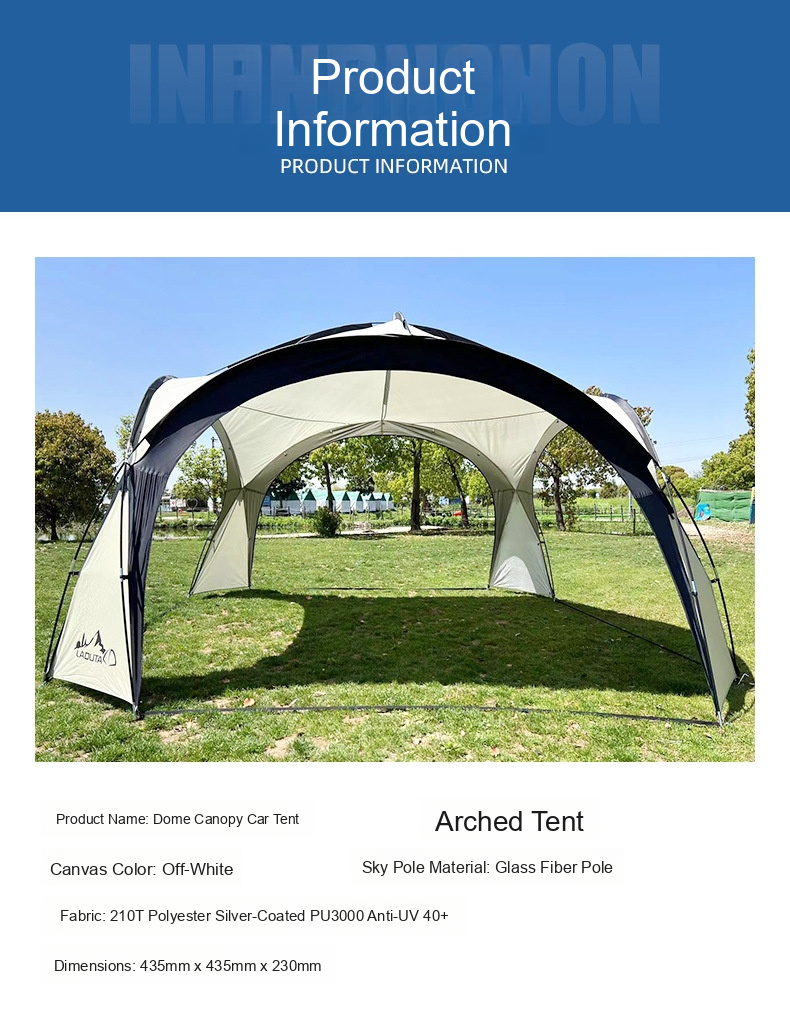 Product
Information
PRODUCT INFORMATION
LADUTA
Product Name: Dome Canopy Car Tent
Arched Tent
Canvas Color: Off-White
Sky Pole Material: Glass Fiber Pole
Fabric: 210T Polyester Silver-Coated PU3000 Anti-UV 40+
Dimensions: 435mm x 435mm x 230mm